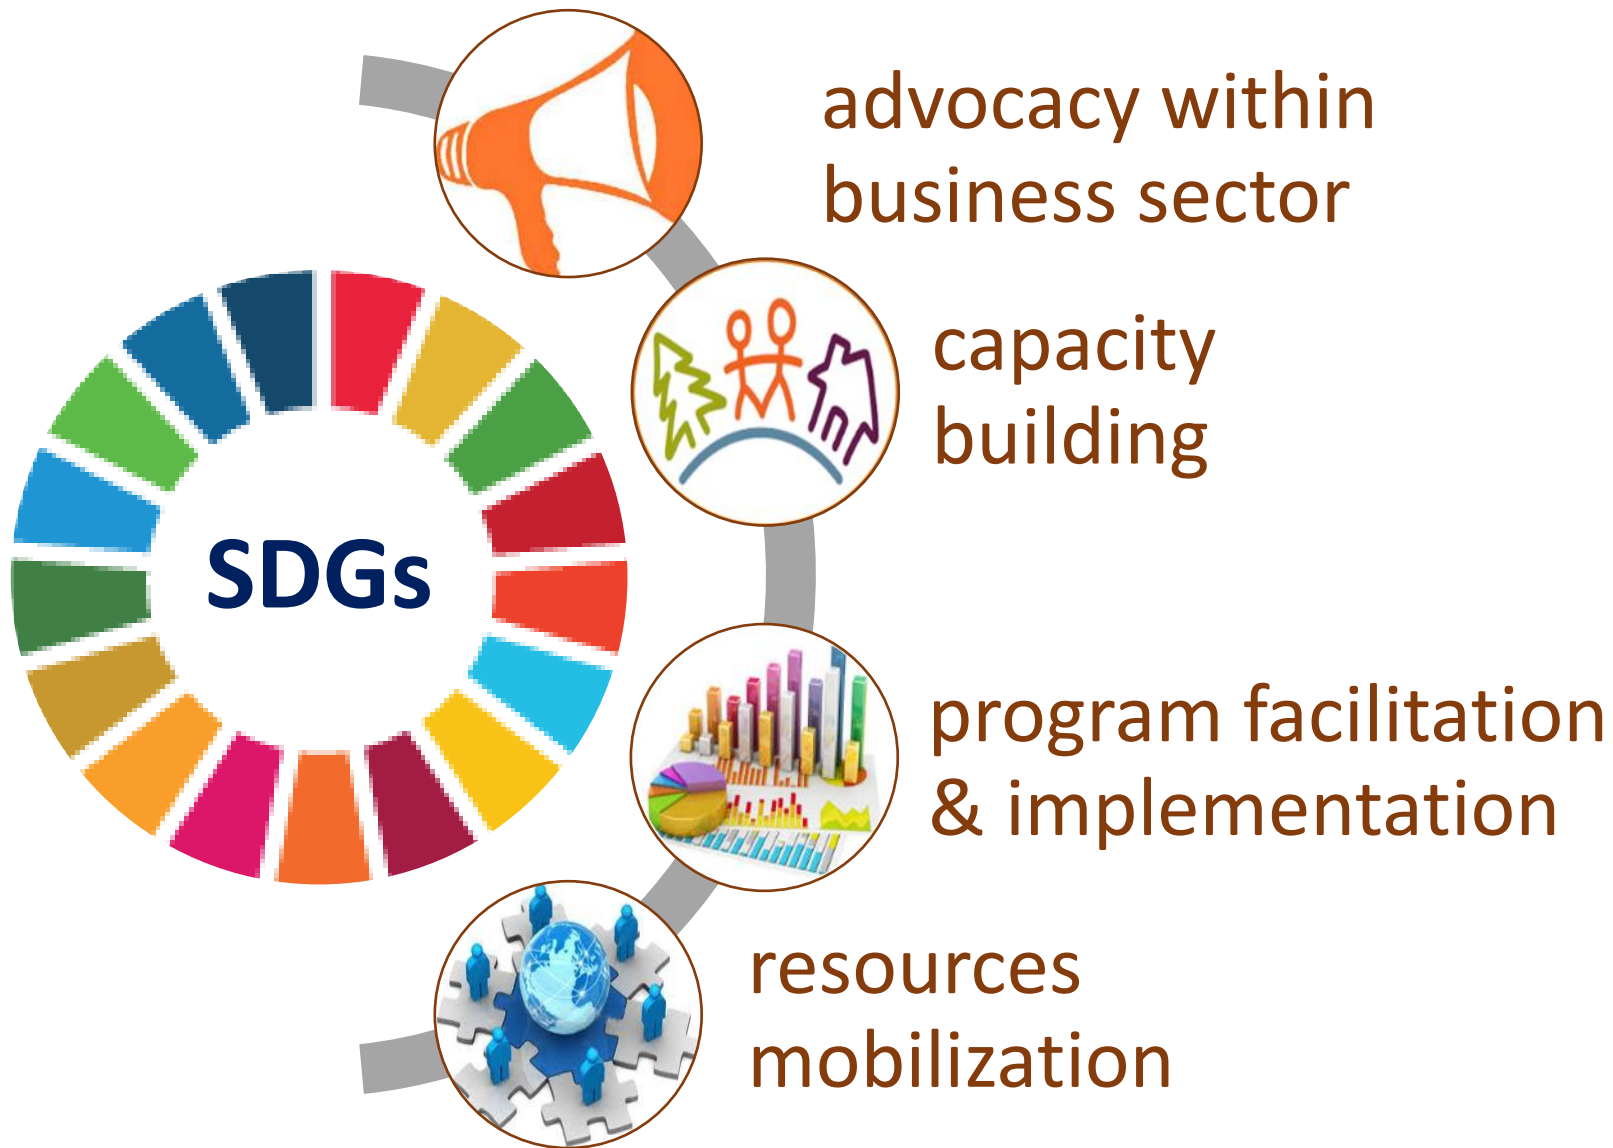 advocacy within
business sector
capacity
building
SDGs
program facilitation
& implementation
resources
mobilization